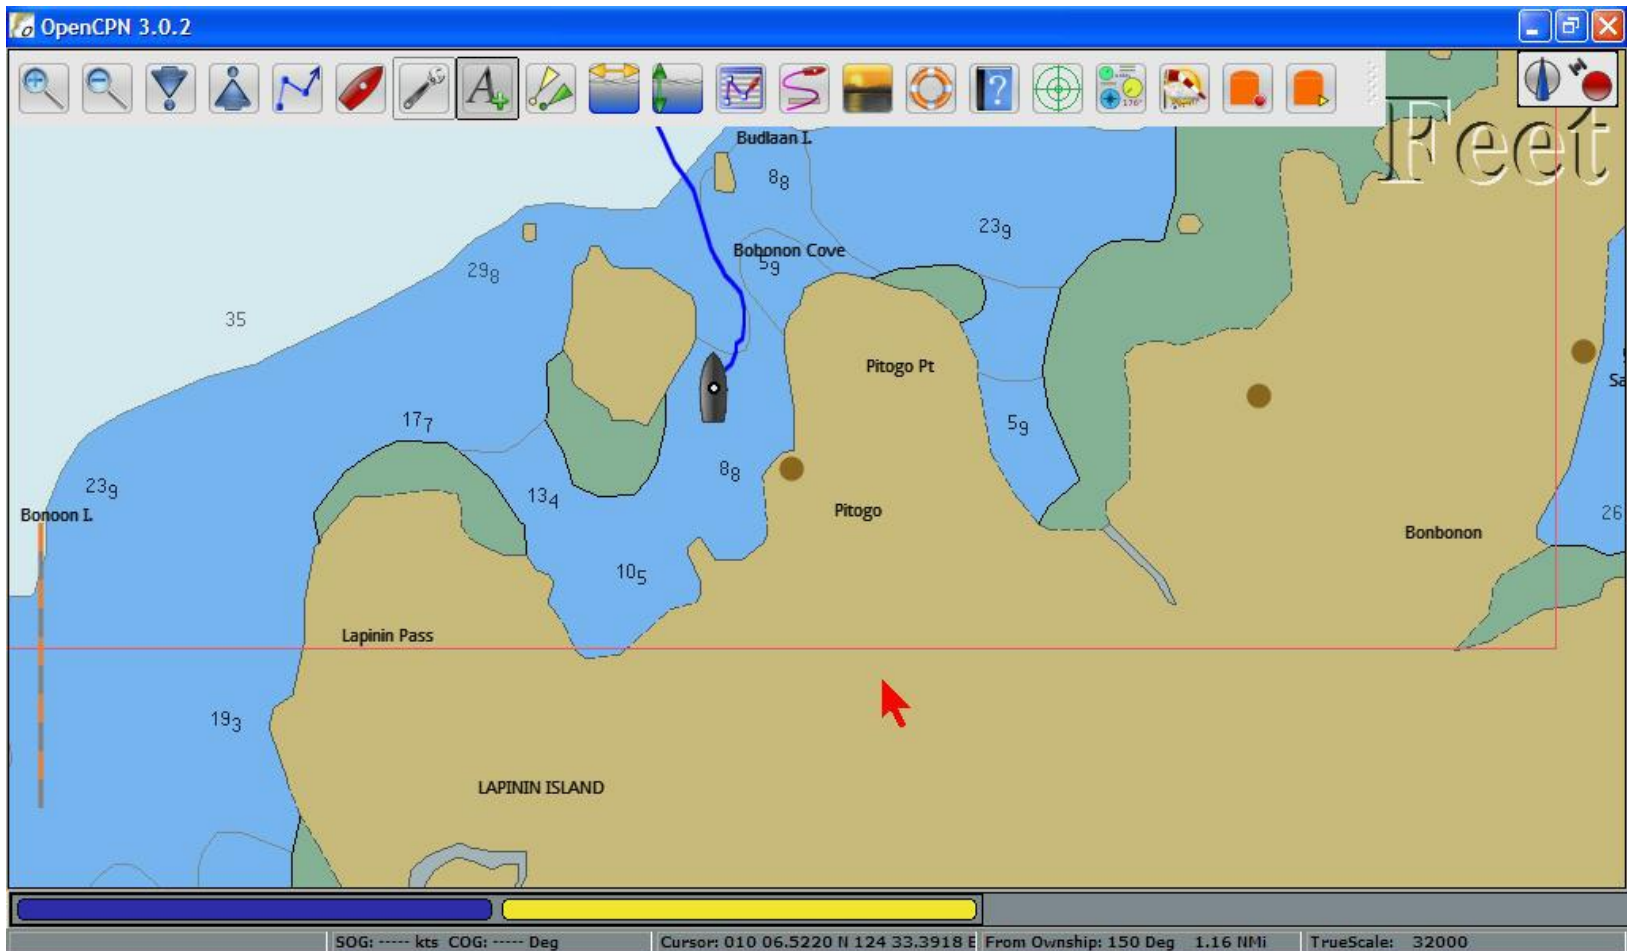 OpenCPN 3.0.2
Feet
Budlaan I.
8₈
23₉
Bobonon Cove
5₉
29₈
35
Pitogo Pt
17₇
5₉
8₈
23₉
13₄
Bonoon I.
Pitogo
26
Bonbonon
10₅
Lapinin Pass
19₃
LAPININ ISLAND
SOG: ----- kts COG: ----- Deg
Cursor: 010 06.5220 N 124 33.3918 E
From Ownship: 150 Deg 1.16 NMi
TrueScale: 32000